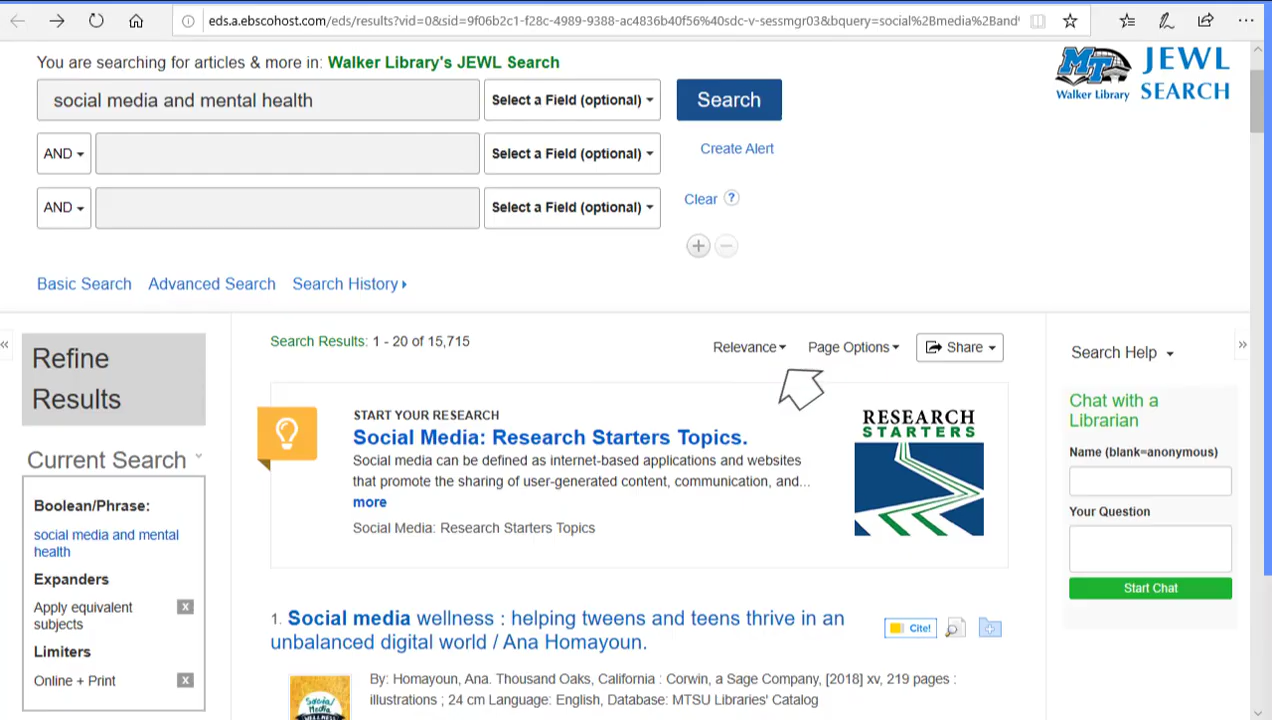 eds.a.ebscohost.com/eds/results?vid=0&sid=9f06b2c1-f28c-4989-9388-ac4836b40f56%40sdc-v-sessmgr03&bquery=social%2Bmedia%2Band'
You are searching for articles & more in: Walker Library's JEWL Search
MT Walker Library
JEWL SEARCH
social media and mental health
Select a Field (optional)
Search
AND
Select a Field (optional)
Create Alert
AND
Select a Field (optional)
Clear ?
+ −
Basic Search Advanced Search Search History
« Refine Results
Current Search
Boolean/Phrase:
social media and mental
health
Expanders
Apply equivalent
subjects
x
Limiters
Online + Print
x
Search Results: 1 - 20 of 15,715
Relevance
Page Options
Share
START YOUR RESEARCH
Social Media: Research Starters Topics.
Social media can be defined as internet-based applications and websites
that promote the sharing of user-generated content, communication, and...
more
Social Media: Research Starters Topics
RESEARCH
STARTERS
1. Social media wellness : helping tweens and teens thrive in an
unbalanced digital world / Ana Homayoun.
Cite!
By: Homayoun, Ana. Thousand Oaks, California : Corwin, a Sage Company, [2018] xv, 219 pages :
illustrations ; 24 cm Language: English, Database: MTSU Libraries' Catalog
Social/
Media
WELLNESS
Search Help
»
Chat with a
Librarian
Name (blank=anonymous)
Your Question
Start Chat